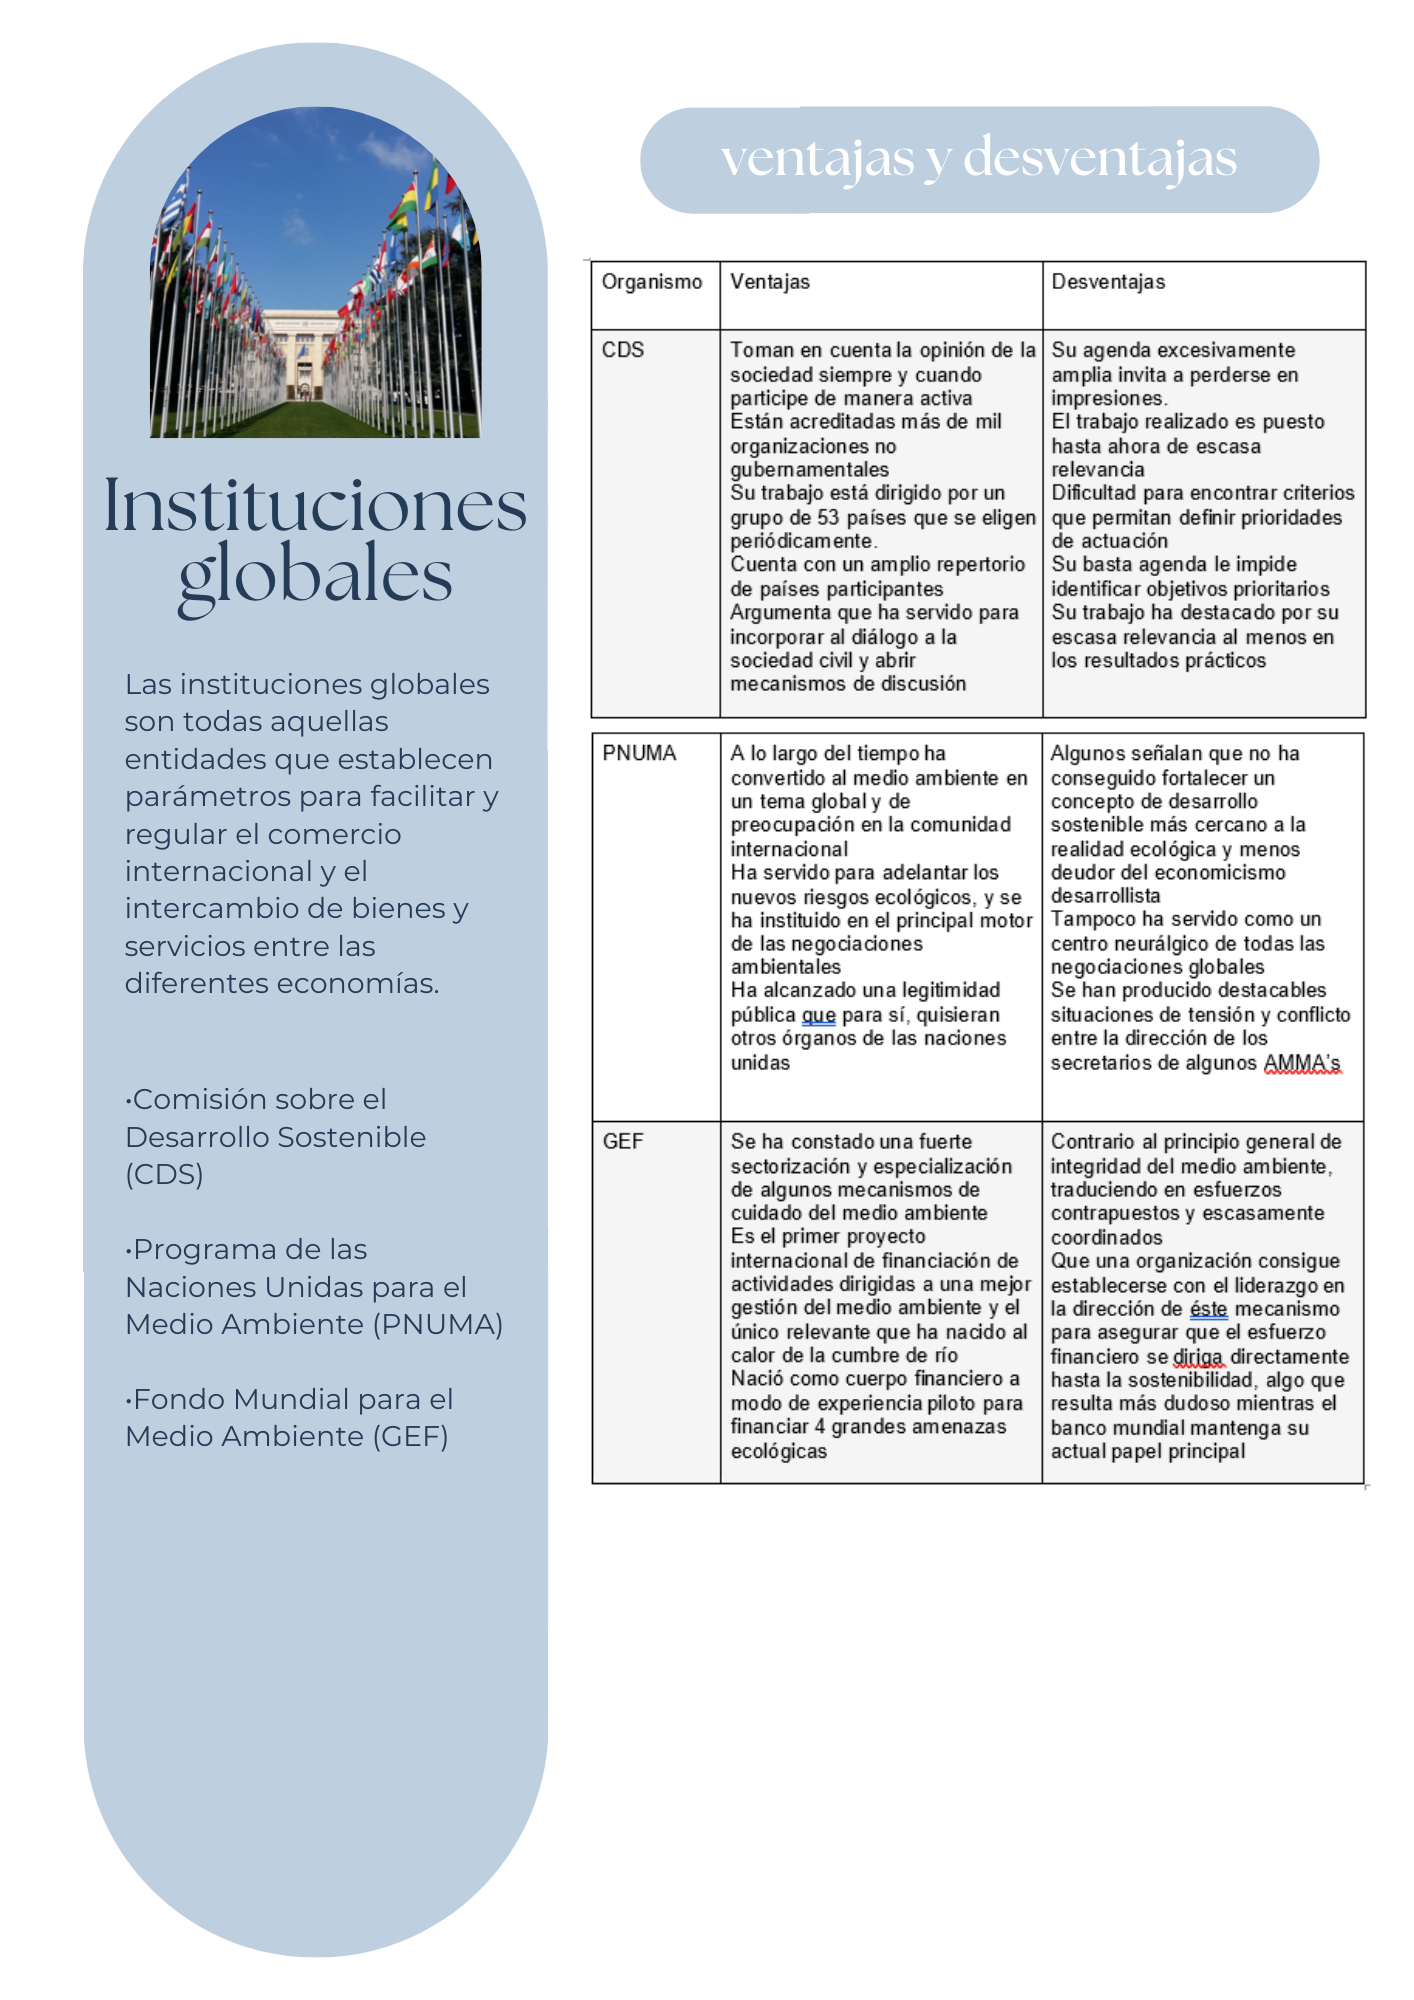 Instituciones
globales
Las instituciones globales
son todas aquellas
entidades que establecen
parámetros para facilitar y
regular el comercio
internacional y el
intercambio de bienes y
servicios entre las
diferentes economías.
•Comisión sobre el
Desarrollo Sostenible
(CDS)
•Programa de las
Naciones Unidas para el
Medio Ambiente (PNUMA)
•Fondo Mundial para el
Medio Ambiente (GEF)
ventajas y desventajas
Organismo
Ventajas
Desventajas
CDS
Toman en cuenta la opinión de la
sociedad siempre y cuando
participe de manera activa
Están acreditadas más de mil
organizaciones no
gubernamentales
Su trabajo está dirigido por un
grupo de 53 países que se eligen
periódicamente.
Cuenta con un amplio repertorio
de países participantes
Argumenta que ha servido para
incorporar al diálogo a la
sociedad civil y abrir
mecanismos de discusión
Su agenda excesivamente
amplia invita a perderse en
impresiones.
El trabajo realizado es puesto
hasta ahora de escasa
relevancia
Dificultad para encontrar criterios
que permitan definir prioridades
de actuación
Su basta agenda le impide
identificar objetivos prioritarios
Su trabajo ha destacado por su
escasa relevancia al menos en
los resultados prácticos
PNUMA
A lo largo del tiempo ha
convertido al medio ambiente en
un tema global y de
preocupación en la comunidad
internacional
Ha servido para adelantar los
nuevos riesgos ecológicos, y se
ha instituido en el principal motor
de las negociaciones
ambientales
Ha alcanzado una legitimidad
pública que para sí, quisieran
otros órganos de las naciones
unidas
Algunos señalan que no ha
conseguido fortalecer un
concepto de desarrollo
sostenible más cercano a la
realidad ecológica y menos
deudor del economicismo
desarrollista
Tampoco ha servido como un
centro neurálgico de todas las
negociaciones globales
Se han producido destacables
situaciones de tensión y conflicto
entre la dirección de los
secretarios de algunos AMMA's
GEF
Se ha constado una fuerte
sectorización y especialización
de algunos mecanismos de
cuidado del medio ambiente
Es el primer proyecto
internacional de financiación de
actividades dirigidas a una mejor
gestión del medio ambiente y el
único relevante que ha nacido al
calor de la cumbre de río
Nació como cuerpo financiero a
modo de experiencia piloto para
financiar 4 grandes amenazas
ecológicas
Contrario al principio general de
integridad del medio ambiente,
traduciendo en esfuerzos
contrapuestos y escasamente
coordinados
Que una organización consigue
establecerse con el liderazgo en
la dirección de éste mecanismo
para asegurar que el esfuerzo
financiero se diriga directamente
hasta la sostenibilidad, algo que
resulta más dudoso mientras el
banco mundial mantenga su
actual papel principal